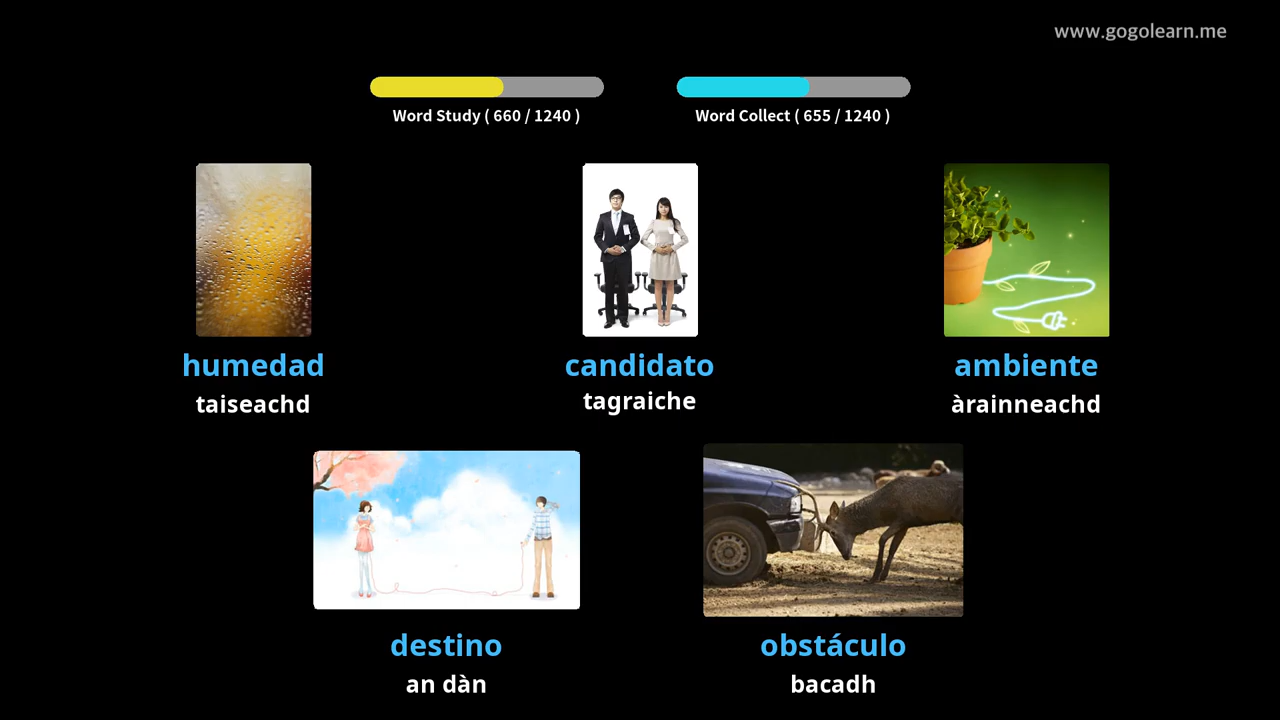 www.gogolearn.me
Word Study ( 660 / 1240 )
Word Collect ( 655 / 1240 )
humedad
taiseachd
candidato
tagraiche
ambiente
àrainneachd
destino
an dàn
obstáculo
bacadh